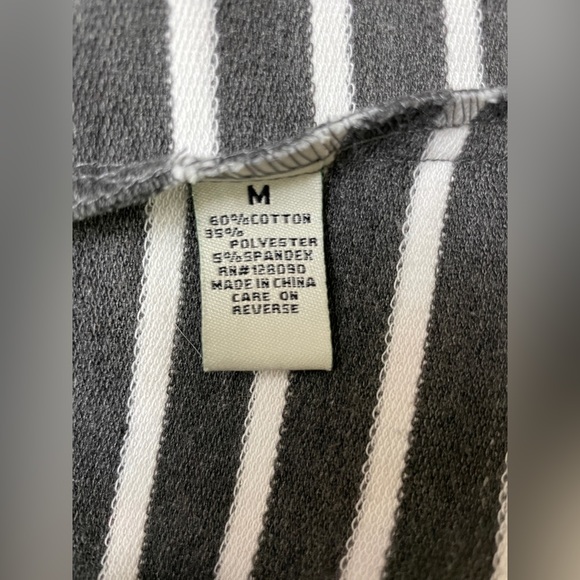 M
60%COTTON
35%
POLYESTER
5%SPANDEX
RN#128090
MADE IN CHINA
CARE ON
REVERSE